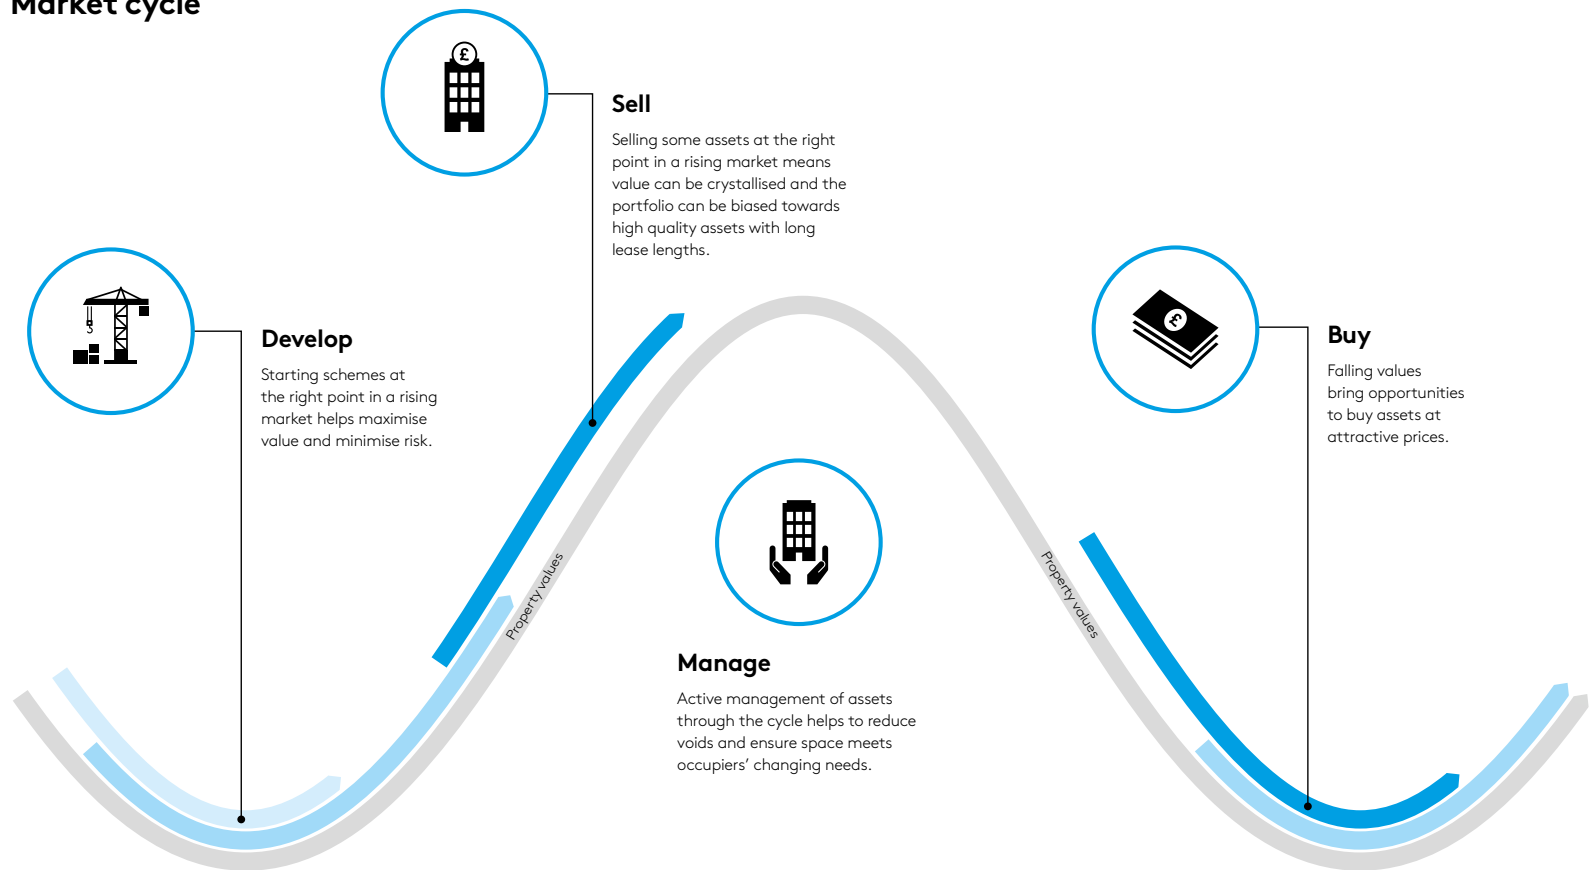 Market cycle
£
Sell
Selling some assets at the right
point in a rising market means
value can be crystallised and the
portfolio can be biased towards
high quality assets with long
lease lengths.
Develop
Starting schemes at
the right point in a rising
market helps maximise
value and minimise risk.
£
Buy
Falling values
bring opportunities
to buy assets at
attractive prices.
Property values
Property values
Manage
Active management of assets
through the cycle helps to reduce
voids and ensure space meets
occupiers’ changing needs.